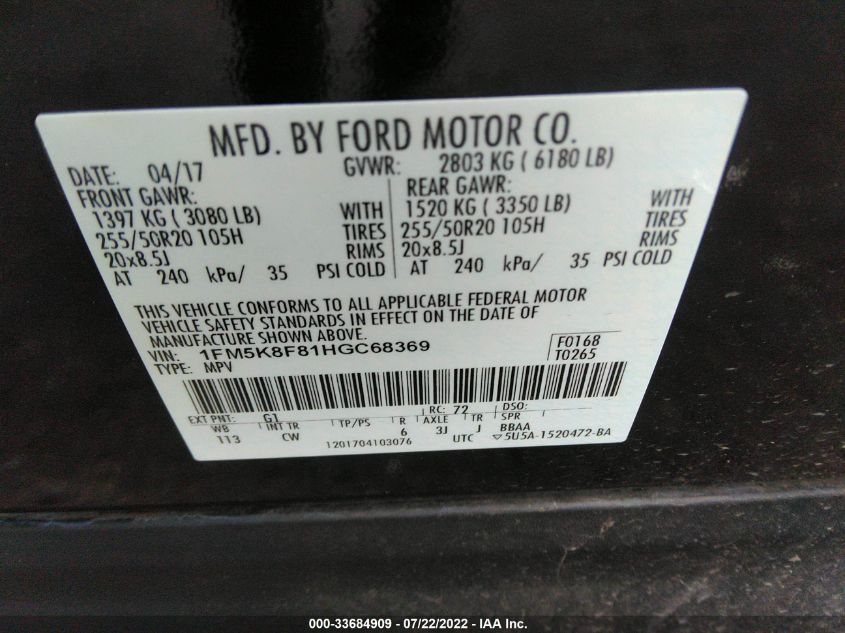 MFD. BY FORD MOTOR CO.
DATE: 04/17 GVWR: 2803 KG ( 6180 LB)
FRONT GAWR: REAR GAWR:
1397 KG ( 3080 LB) WITH 1520 KG ( 3350 LB) WITH
255/50R20 105H TIRES 255/50R20 105H TIRES
20x8.5J RIMS 20x8.5J RIMS
AT 240 kPa/ 35 PSI COLD AT 240 kPa/ 35 PSI COLD
THIS VEHICLE CONFORMS TO ALL APPLICABLE FEDERAL MOTOR
VEHICLE SAFETY STANDARDS IN EFFECT ON THE DATE OF
MANUFACTURE SHOWN ABOVE.
VIN: 1FM5K8F81HGC68369 F0168
TYPE: MPV T0265
EXT PNT: G1 RC: 72 DSO:
WB INT TR TP/PS R AXLE TR SPR
113 CW 6 3J J BBAA
1201704103076 UTC ▽5U5A-1520472-BA
000-33684909 - 07/22/2022 - IAA Inc.